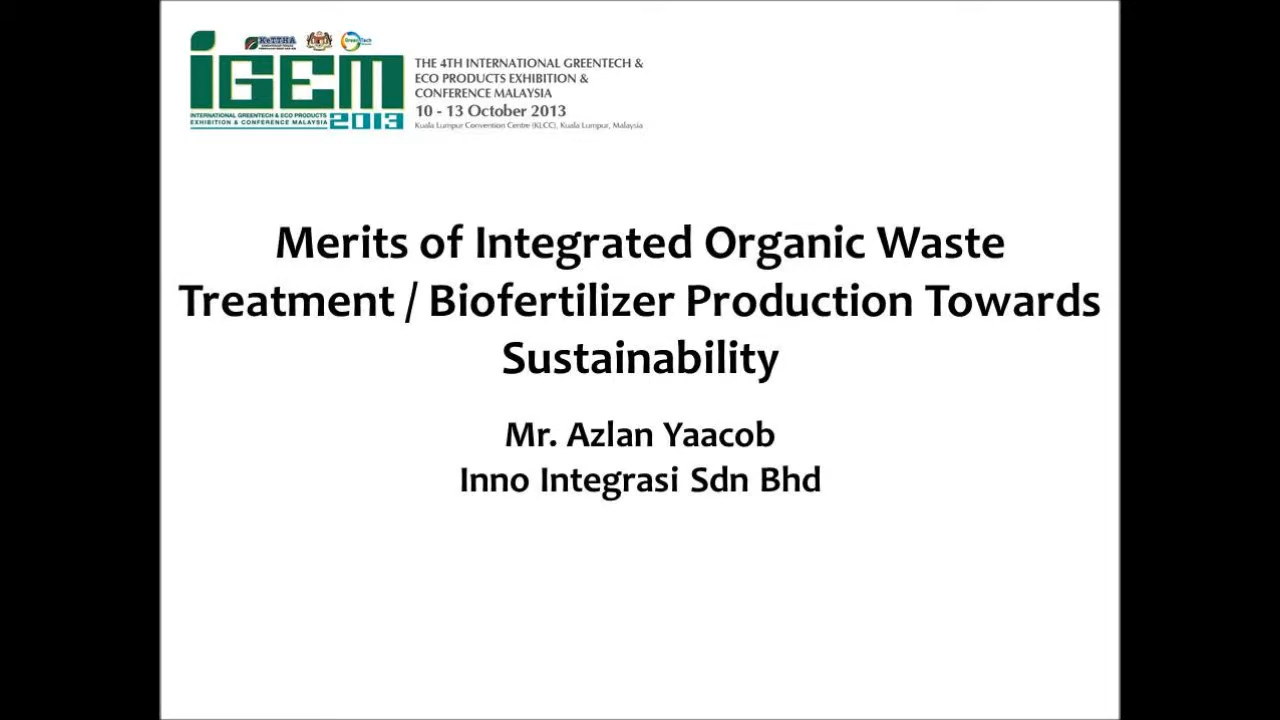 KeTTHA
GreenTech
iGEM
INTERNATIONAL GREENTECH & ECO PRODUCTS
EXHIBITION & CONFERENCE MALAYSIA 2013
THE 4TH INTERNATIONAL GREENTECH &
ECO PRODUCTS EXHIBITION &
CONFERENCE MALAYSIA
10 - 13 October 2013
Kuala Lumpur Convention Centre (KLCC), Kuala Lumpur, Malaysia
Merits of Integrated Organic Waste
Treatment / Biofertilizer Production Towards
Sustainability
Mr. Azlan Yaacob
Inno Integrasi Sdn Bhd